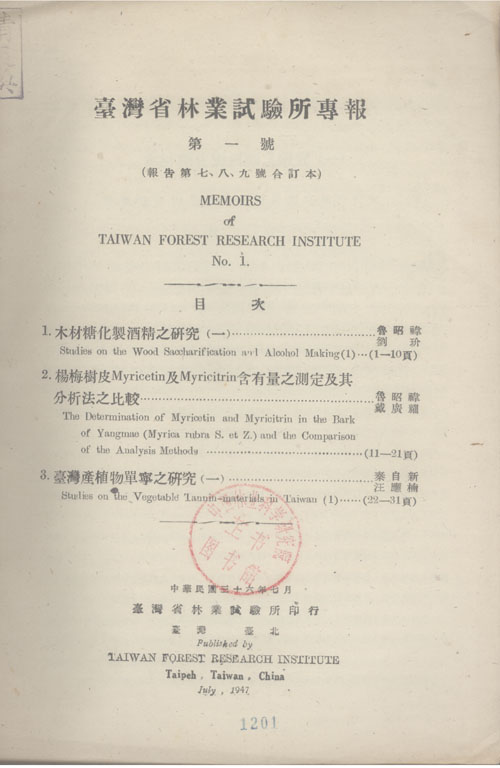 臺灣省林業試驗所專報
第一號
(報告第七、八、九號合訂本)
MEMOIRS
of
TAIWAN FOREST RESEARCH INSTITUTE
No. 1.
目 次
1. 木材糖化製酒精之研究 (一)………………………魯昭褘
劉玠
Studies on the Wood Saccharification and Alcohol Making(1)…(1—10頁)
2. 楊梅樹皮Myricetin及Myricitrin含有量之測定及其
分析法之比較………………………………魯昭褘
戴廣
The Determination of Myricetin and Myricitrin in the Bark
of Yangmae (Myrica rubra S. et Z.) and the Comparison
of the Analysis Methods ………………………(11—21頁)
3. 臺灣產植物單寧之研究 (一)………………………秦自新
汪楠
Studies on the Vegetable Tannin-materials in Taiwan (1)……(22—31頁)
图书馆
中華民國三十六年七月
臺灣省林業試驗所印行
臺灣 臺北
Published by
TAIWAN FOREST RESEARCH INSTITUTE
Taipeh, Taiwan, China
July, 1947
1201